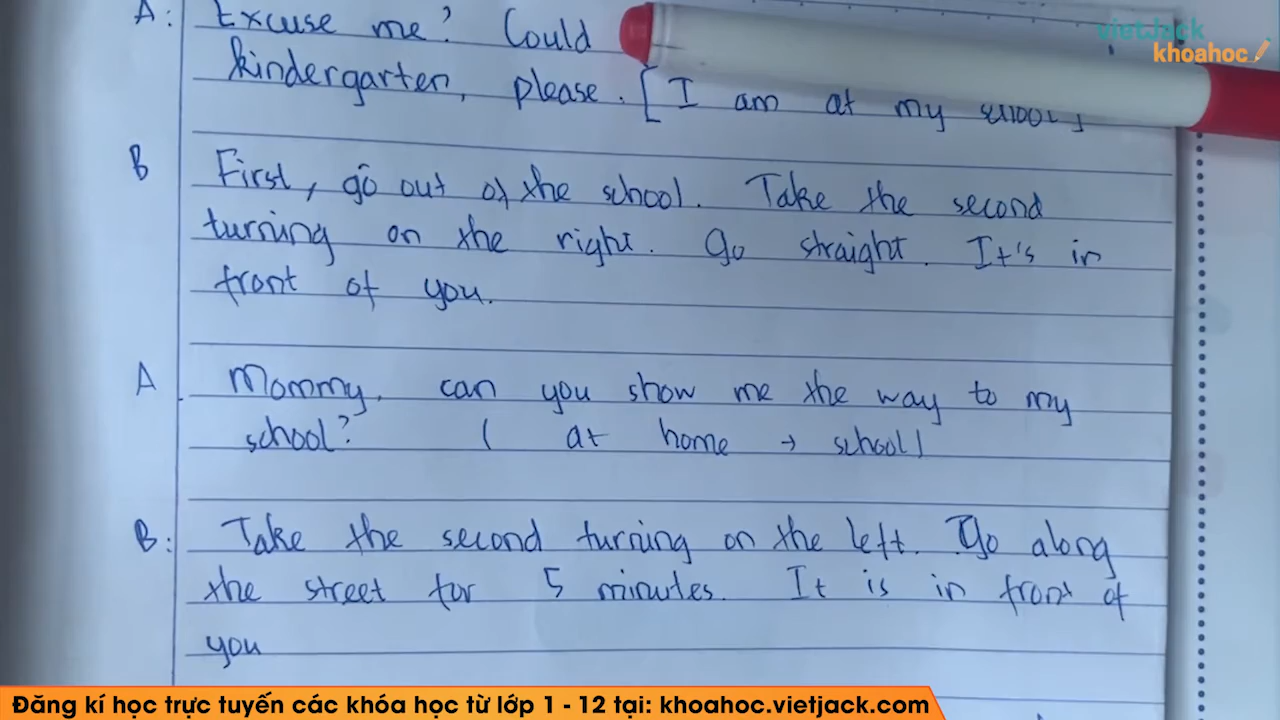 vietJack
khoahoc
A: Excuse me? Could
kindergarten, please. [I am at my school]
B First, go out of the school. Take the second
turning on the right. Go straight. It's in
front of you.
A Mommy, can you show me the way to my
school? ( at home → school)
B: Take the second turning on the left. Go along
the street for 5 minutes. It is in front of
you
Đăng kí học trực tuyến các khóa học từ lớp 1 - 12 tại: khoahoc.vietjack.com